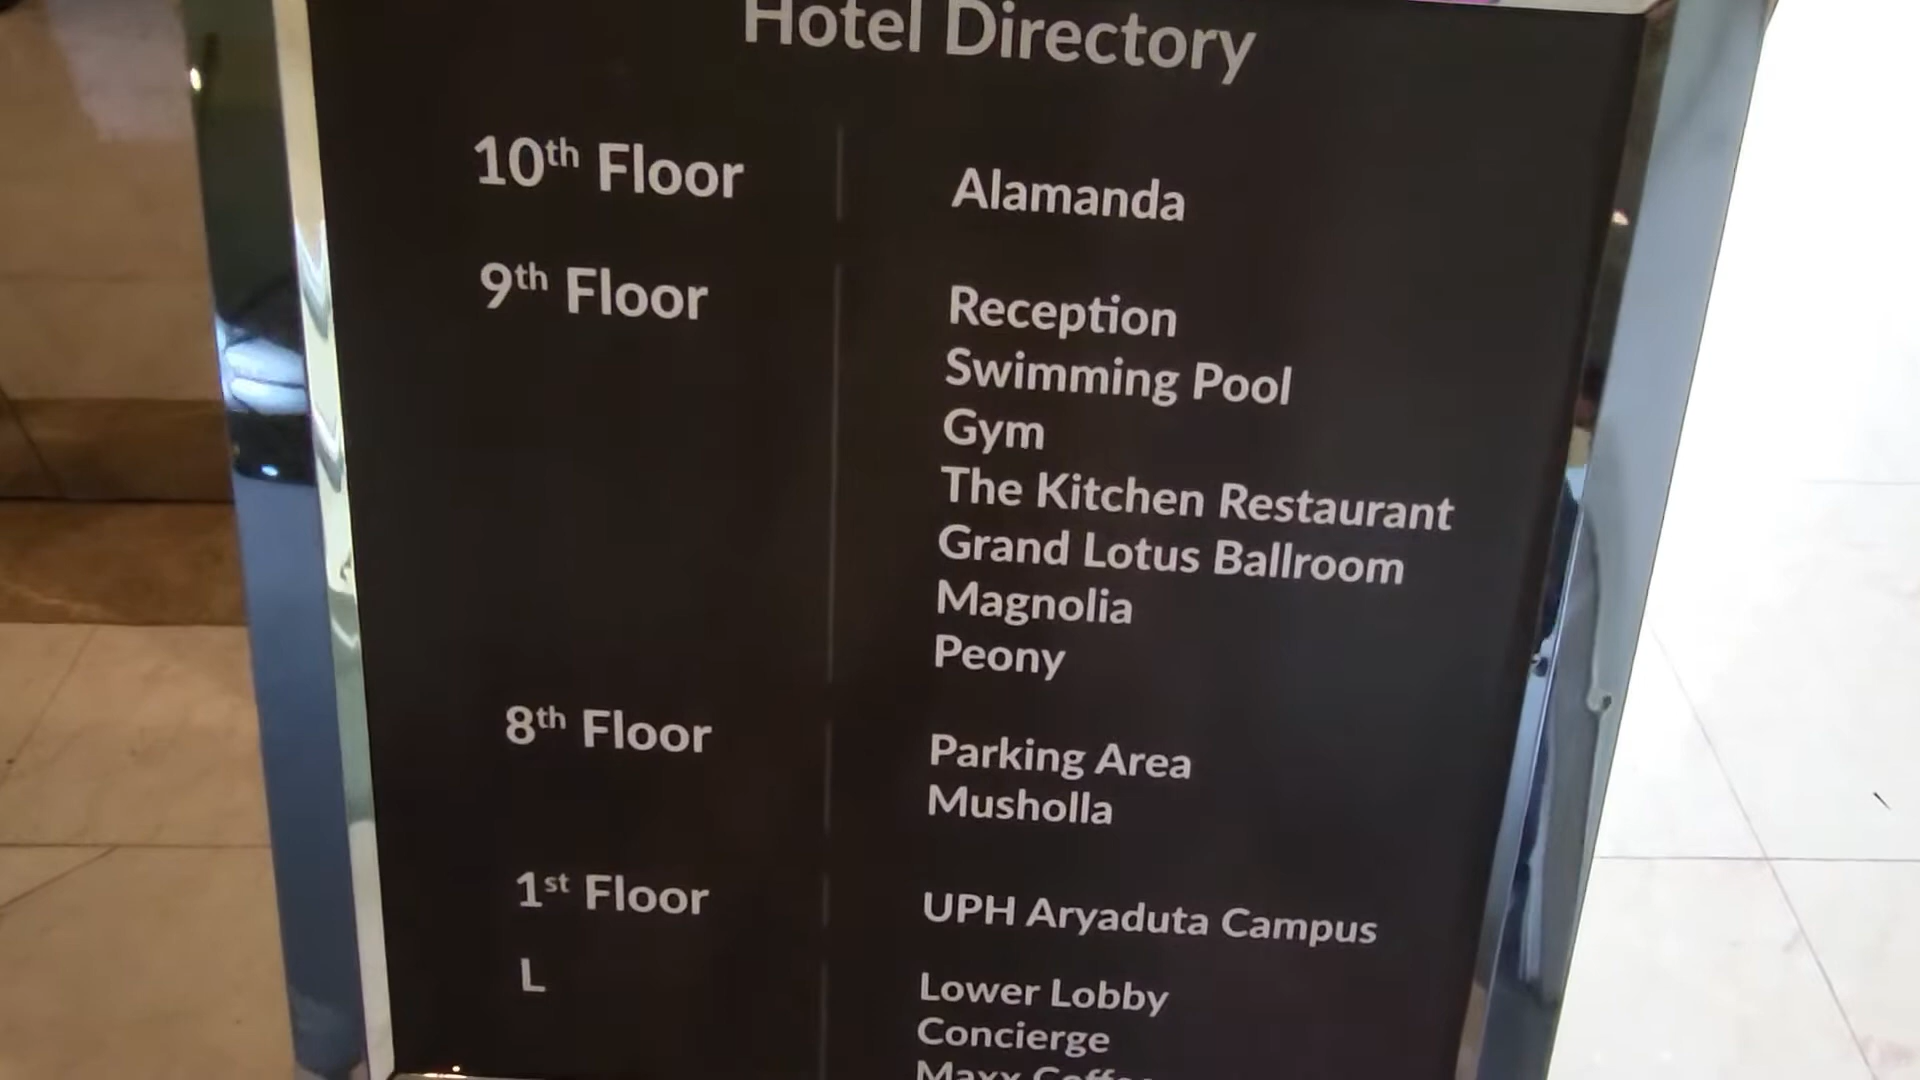 Hotel Directory
10th Floor
Alamanda
9th Floor
Reception
Swimming Pool
Gym
The Kitchen Restaurant
Grand Lotus Ballroom
Magnolia
Peony
8th Floor
Parking Area
Musholla
1st Floor
UPH Aryaduta Campus
L
Lower Lobby
Concierge
Maxx Coffee